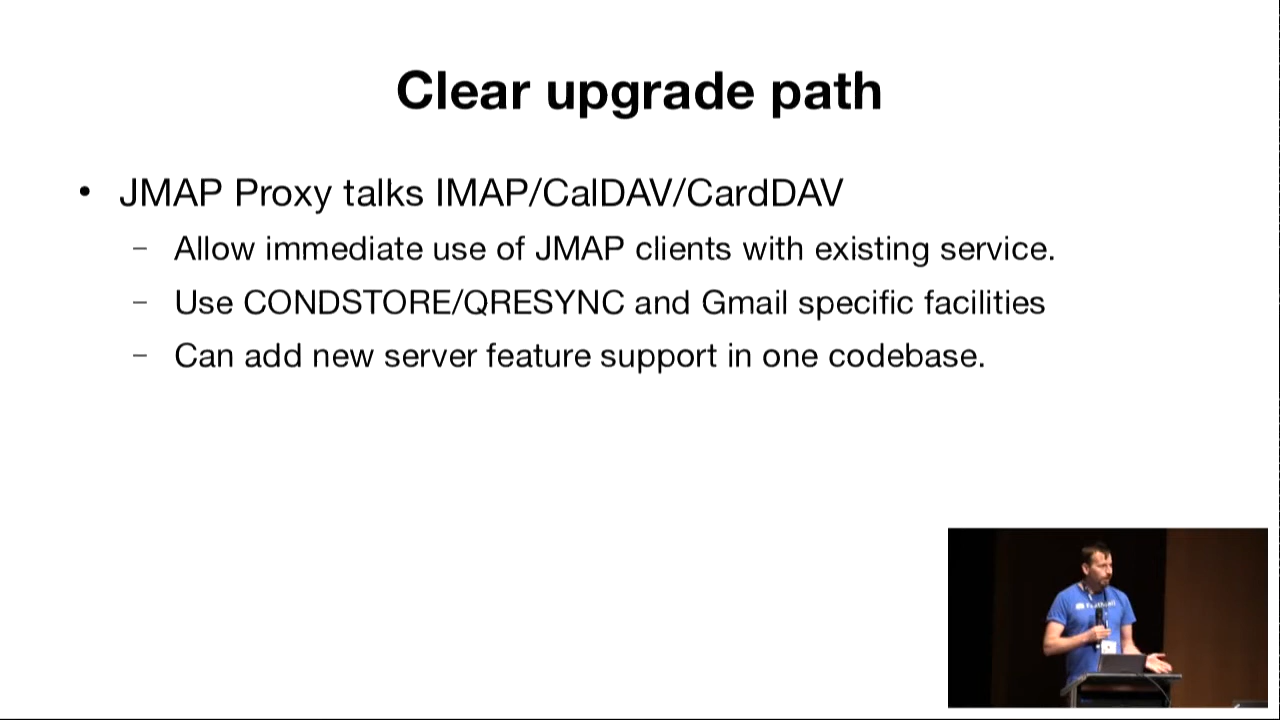 Clear upgrade path
• JMAP Proxy talks IMAP/CalDAV/CardDAV
– Allow immediate use of JMAP clients with existing service.
– Use CONDSTORE/QRESYNC and Gmail specific facilities
– Can add new server feature support in one codebase.